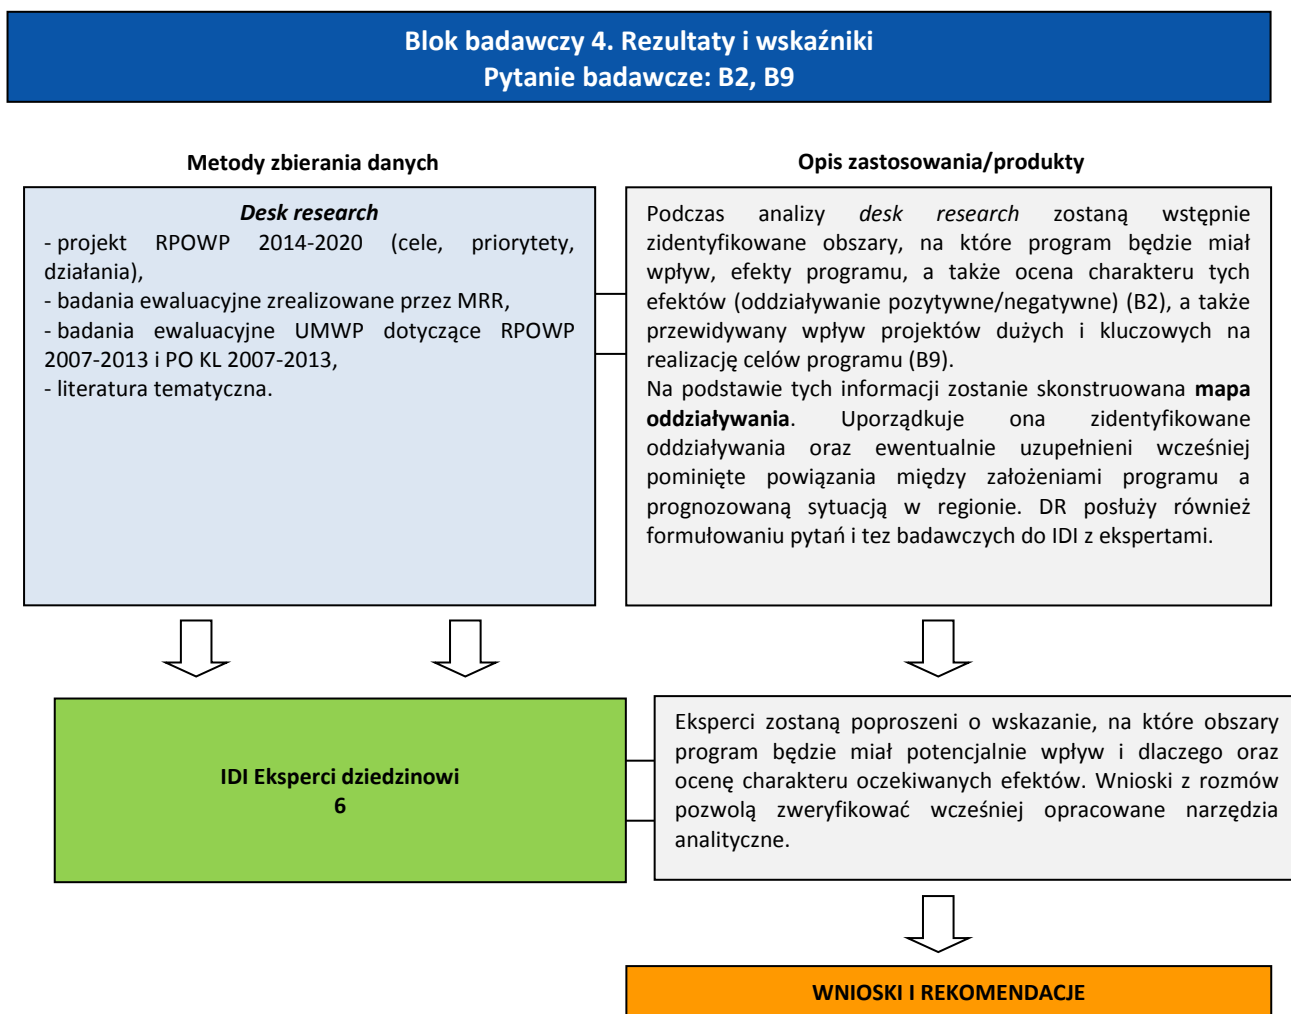 Blok badawczy 4. Rezultaty i wskaźniki
Pytanie badawcze: B2, B9
Metody zbierania danych
Opis zastosowania/produkty
Desk research
- projekt RPOWP 2014-2020 (cele, priorytety,
działania),
- badania ewaluacyjne zrealizowane przez MRR,
- badania ewaluacyjne UMWP dotyczące RPOWP
2007-2013 i PO KL 2007-2013,
- literatura tematyczna.
Podczas analizy desk research zostaną wstępnie
zidentyfikowane obszary, na które program będzie miał
wpływ, efekty programu, a także ocena charakteru tych
efektów (oddziaływanie pozytywne/negatywne) (B2), a także
przewidywany wpływ projektów dużych i kluczowych na
realizację celów programu (B9).
Na podstawie tych informacji zostanie skonstruowana mapa
oddziaływania. Uporządkuje ona zidentyfikowane
oddziaływania oraz ewentualnie uzupełnieni wcześniej
pominięte powiązania między założeniami programu a
prognozowaną sytuacją w regionie. DR posłuży również
formułowaniu pytań i tez badawczych do IDI z ekspertami.
IDI Eksperci dziedzinowi
6
Eksperci zostaną poproszeni o wskazanie, na które obszary
program będzie miał potencjalnie wpływ i dlaczego oraz
ocenę charakteru oczekiwanych efektów. Wnioski z rozmów
pozwolą zweryfikować wcześniej opracowane narzędzia
analityczne.
WNIOSKI I REKOMENDACJE